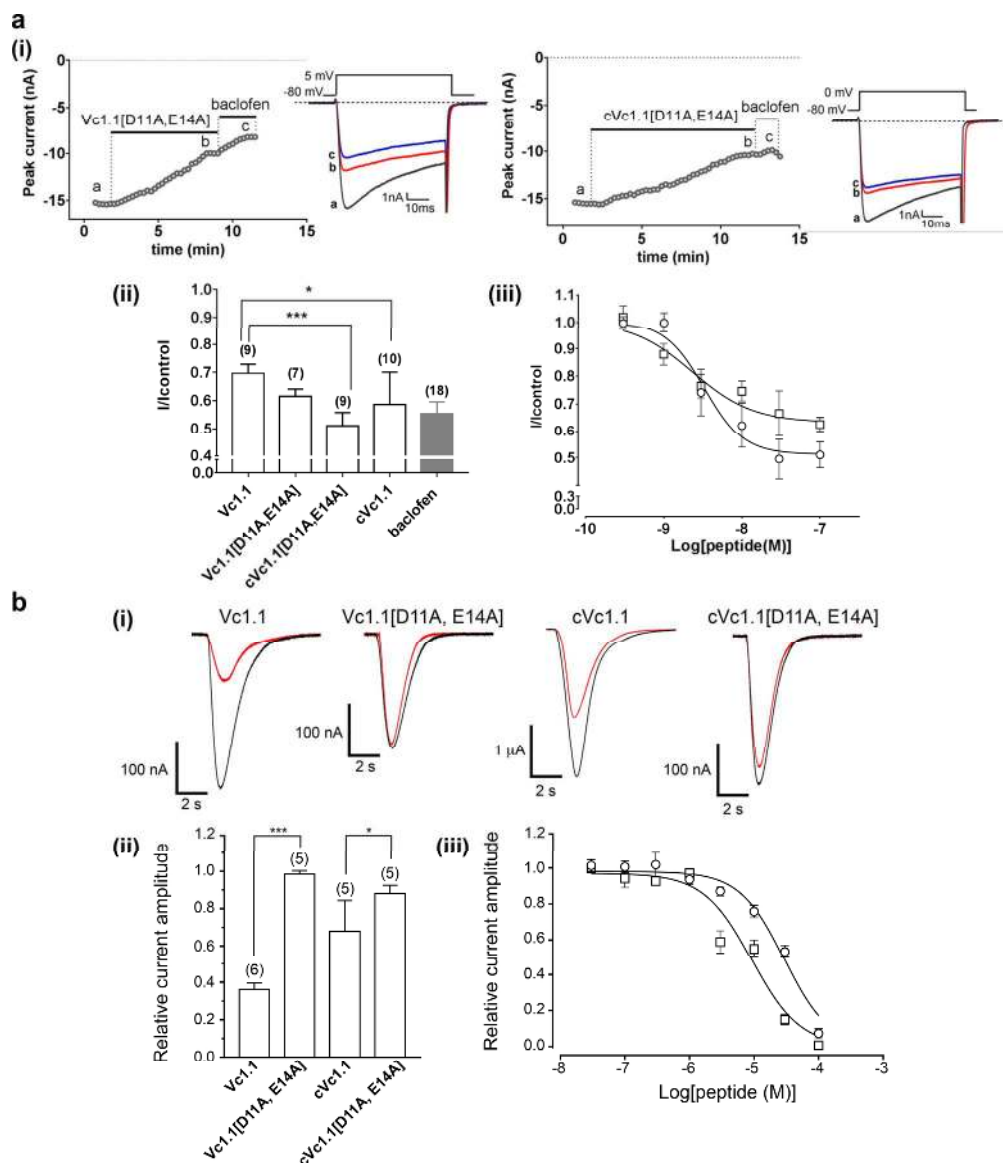 a
(i)
Peak current (nA)
0
-5
-10
-15
Vc1.1[D11A,E14A]
baclofen
a
b
c
0
5
10
15
time (min)
5 mV
-80 mV
c
b
a
1nA
10ms
Peak current (nA)
0
-5
-10
-15
cVc1.1[D11A,E14A]
baclofen
a
b
c
0
5
10
15
time (min)
0 mV
-80 mV
c
b
a
1nA
10ms
(ii)
I/Icontrol
1.0
0.9
0.8
0.7
0.6
0.5
0.4
0.0
*
***
(9)
(7)
(9)
(10)
(18)
Vc1.1
Vc1.1[D11A,E14A]
cVc1.1[D11A,E14A]
cVc1.1
baclofen
(iii)
I/Icontrol
1.1
1.0
0.9
0.8
0.7
0.6
0.5
0.3
0.0
-10
-9
-8
-7
Log[peptide(M)]
b
(i)
Vc1.1
Vc1.1[D11A, E14A]
cVc1.1
cVc1.1[D11A, E14A]
100 nA
2 s
100 nA
2 s
1 µA
2 s
100 nA
2 s
(ii)
Relative current amplitude
1.2
1.0
0.8
0.6
0.4
0.2
0.0
***
*
(6)
(5)
(5)
(5)
Vc1.1
Vc1.1[D11A, E14A]
cVc1.1
cVc1.1[D11A, E14A]
(iii)
Relative current amplitude
1.2
1.0
0.8
0.6
0.4
0.2
0.0
-8
-7
-6
-5
-4
-3
Log[peptide (M)]